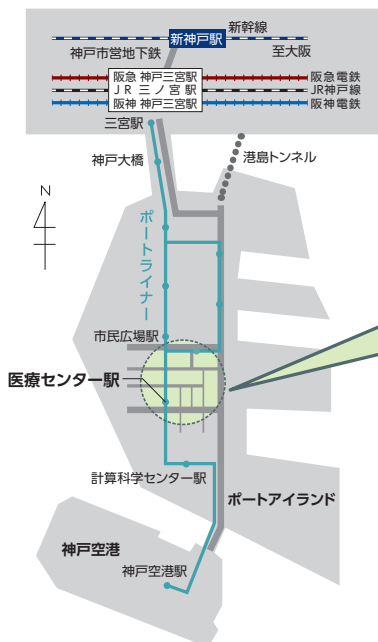 新幹線
新神戸駅
神戸市営地下鉄
至大阪
阪急 神戸三宮駅
阪急電鉄
JR 三ノ宮駅
JR神戸線
阪神 神戸三宮駅
阪神電鉄
三宮駅
港島トンネル
神戸大橋
N
ポートライナー
市民広場駅
医療センター駅
計算科学センター駅
ポートアイランド
神戸空港
神戸空港駅